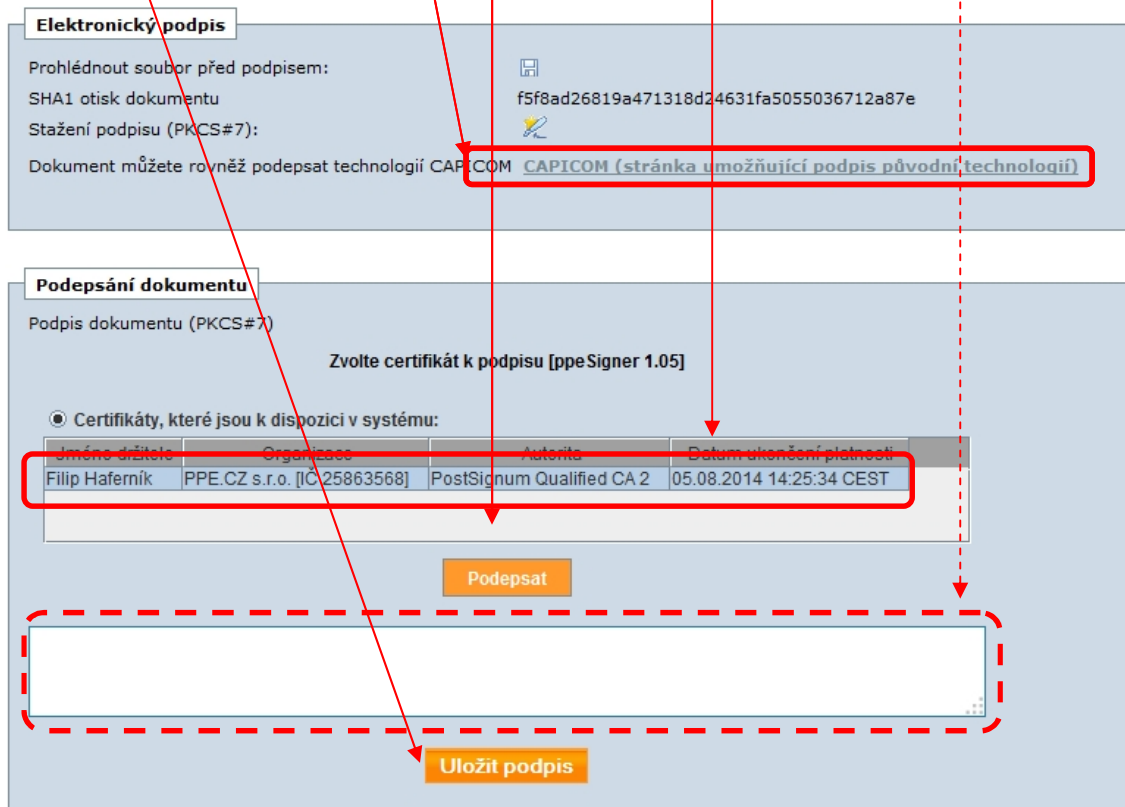 Elektronický podpis
Prohlédnout soubor před podpisem:
SHA1 otisk dokumentu f5f8ad26819a471318d24631fa5055036712a87e
Stažení podpisu (PKCS#7):
Dokument můžete rovněž podepsat technologií CAPICOM CAPICOM (stránka umožňující podpis původní technologií)
Podepsání dokumentu
Podpis dokumentu (PKCS#7)
Zvolte certifikát k podpisu [ppeSigner 1.05]
Certifikáty, které jsou k dispozici v systému:
Jméno držitele Organizace Autorita Datum ukončení platnosti
Filip Haferník PPE.CZ s.r.o. [IČ 25863568] PostSignum Qualified CA 2 05.08.2014 14:25:34 CEST
Podepsat
Uložit podpis